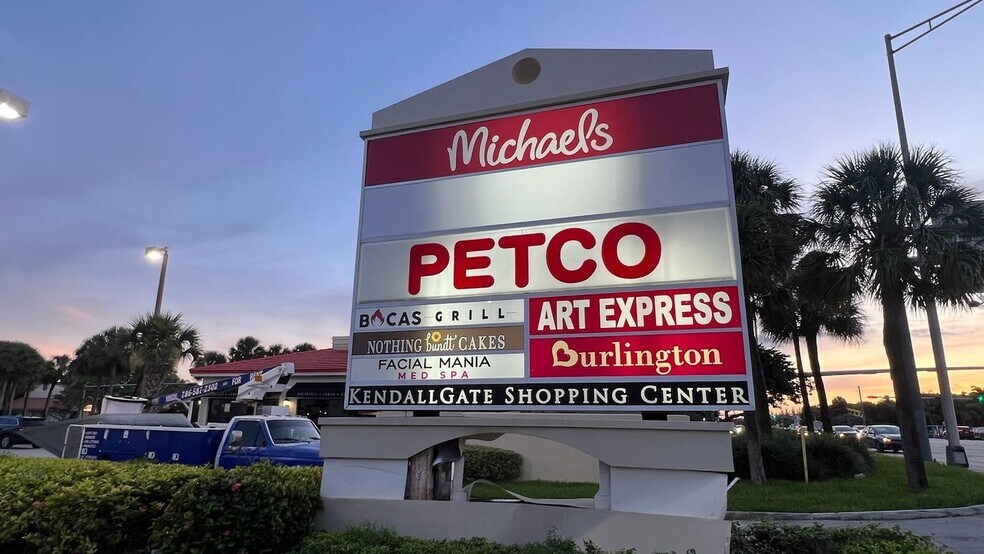 Michaels
PETCO
BOCAS GRILL
NOTHING bundt CAKES
FACIAL MANIA
MED SPA
ART EXPRESS
Burlington
KENDALLGATE SHOPPING CENTER